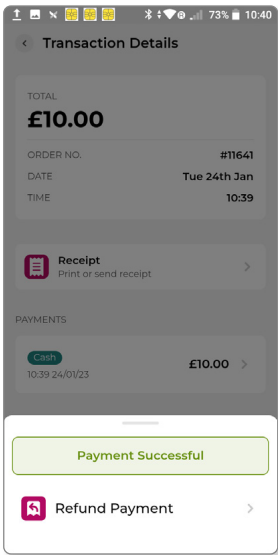 73% 10:40
Transaction Details
TOTAL
£10.00
ORDER NO. #11641
DATE Tue 24th Jan
TIME 10:39
Receipt
Print or send receipt
PAYMENTS
Cash
10:39 24/01/23 £10.00
Payment Successful
Refund Payment